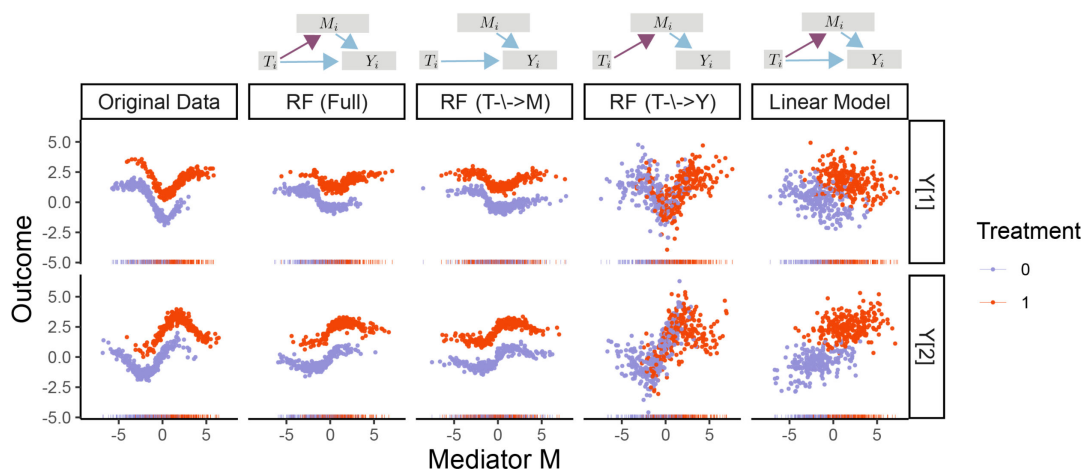 M_i M_i M_i M_i
T_i Y_i T_i Y_i T_i Y_i T_i Y_i
Original Data RF (Full) RF (T-\->M) RF (T-\->Y) Linear Model
5.0
2.5
0.0
-2.5
-5.0
Y[1]
5.0
2.5
0.0
-2.5
-5.0
Y[2]
Outcome
-5 0 5 -5 0 5 -5 0 5 -5 0 5 -5 0 5
Mediator M
Treatment
0
1